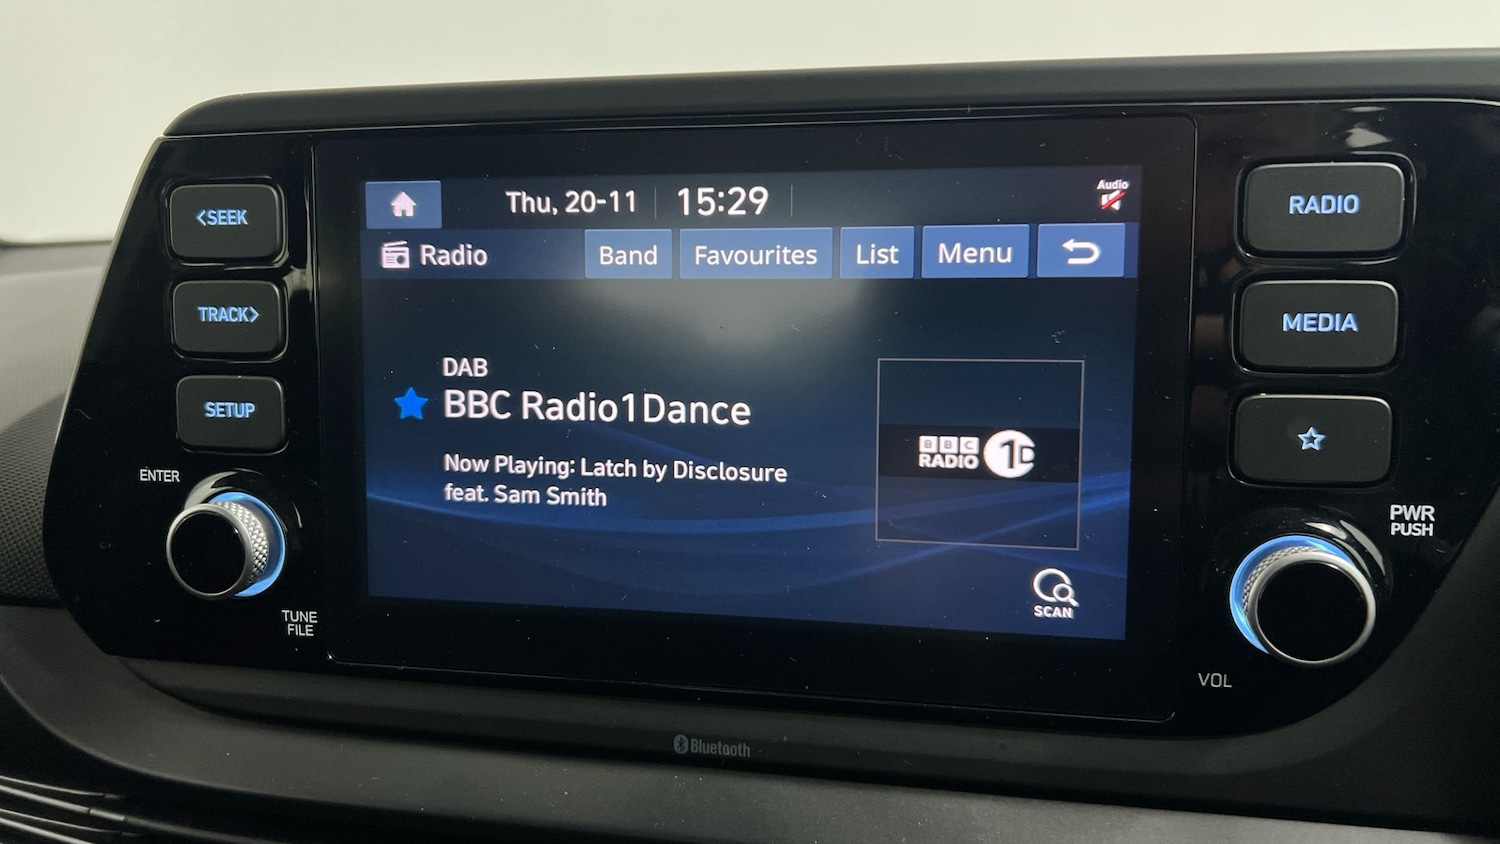 <SEEK
TRACK>
SETUP
ENTER
TUNE
FILE
Thu, 20-11 15:29
Audio
Radio Band Favourites List Menu
DAB
BBC Radio1Dance
Now Playing: Latch by Disclosure
feat. Sam Smith
BBC
RADIO 1D
SCAN
RADIO
MEDIA
PWR
PUSH
VOL
Bluetooth